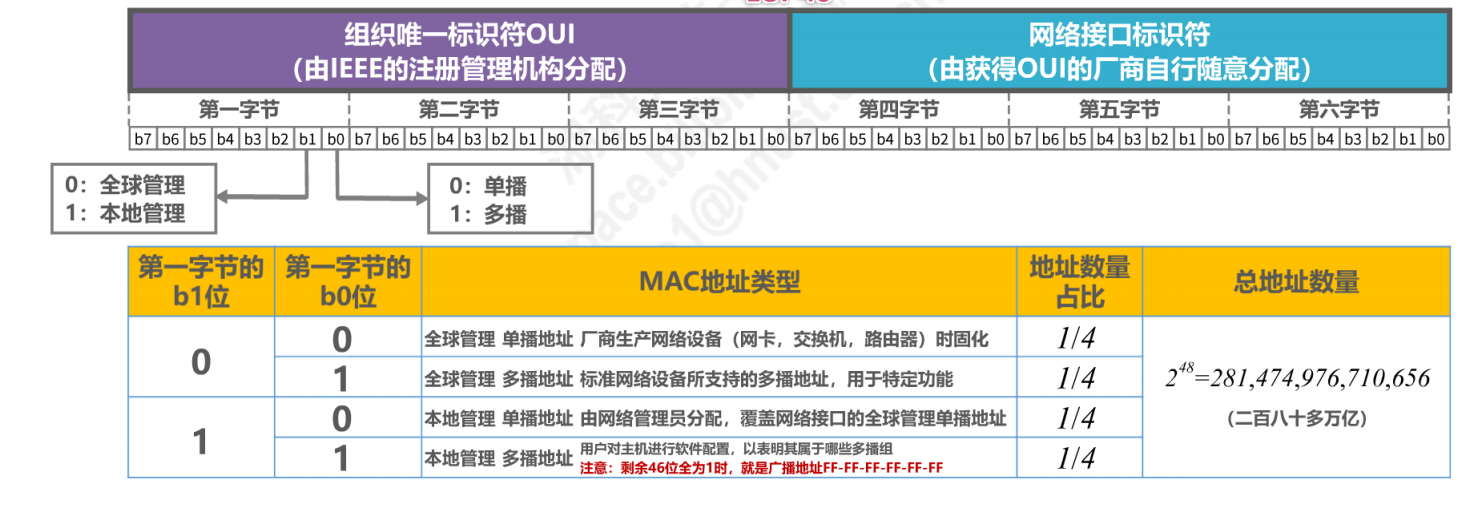 组织唯一标识符OUI
（由IEEE的注册管理机构分配）
网络接口标识符
（由获得OUI的厂商自行随意分配）
第一字节 第二字节 第三字节 第四字节 第五字节 第六字节
b7 b6 b5 b4 b3 b2 b1 b0 b7 b6 b5 b4 b3 b2 b1 b0 b7 b6 b5 b4 b3 b2 b1 b0 b7 b6 b5 b4 b3 b2 b1 b0 b7 b6 b5 b4 b3 b2 b1 b0 b7 b6 b5 b4 b3 b2 b1 b0
0：全球管理
1：本地管理
0：单播
1：多播
第一字节的
b1位
第一字节的
b0位
MAC地址类型
地址数量
占比
总地址数量
0
0 全球管理 单播地址 厂商生产网络设备（网卡，交换机，路由器）时固化 1/4
1 全球管理 多播地址 标准网络设备所支持的多播地址，用于特定功能 1/4
1
0 本地管理 单播地址 由网络管理员分配，覆盖网络接口的全球管理单播地址 1/4
1 本地管理 多播地址 用户对主机进行软件配置，以表明其属于哪些多播组
注意：剩余46位全为1时，就是广播地址FF-FF-FF-FF-FF-FF
1/4
2^48=281,474,976,710,656
（二百八十多万亿）